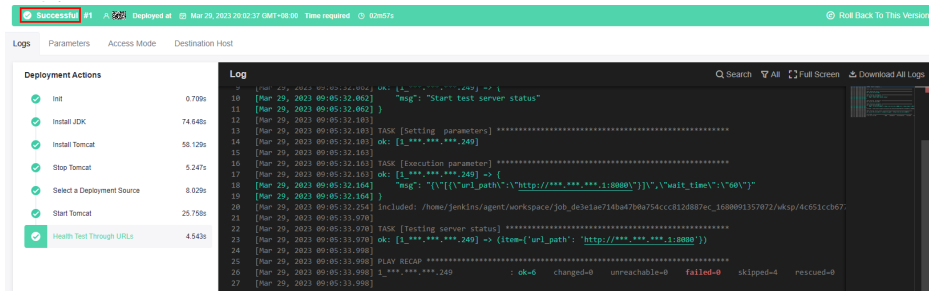 Successful #1 Deployed at Mar 29, 2023 20:02:37 GMT+08:00 Time required 02m57s Roll Back To This Version
Logs Parameters Access Mode Destination Host
Deployment Actions
Init 0.709s
Install JDK 74.648s
Install Tomcat 58.129s
Stop Tomcat 5.247s
Select a Deployment Source 8.029s
Start Tomcat 25.758s
Health Test Through URLs 4.543s
Log Search All Full Screen Download All Logs
9 [Mar 29, 2023 09:05:32.062] ok: [1_***.***.***.249] => {
10 [Mar 29, 2023 09:05:32.062]     "msg": "Start test server status"
11 [Mar 29, 2023 09:05:32.062] }
12 [Mar 29, 2023 09:05:32.103]
13 [Mar 29, 2023 09:05:32.103] TASK [Setting  parameters] ****************************************************
14 [Mar 29, 2023 09:05:32.163] ok: [1_***.***.***.249]
15 [Mar 29, 2023 09:05:32.163]
16 [Mar 29, 2023 09:05:32.163] TASK [Execution parameter] ****************************************************
17 [Mar 29, 2023 09:05:32.163] ok: [1_***.***.***.249] => {
18 [Mar 29, 2023 09:05:32.164]     "msg": "{\"[{\"url_path\":\"http://***.***.***.1:8080\"}]\",\"wait_time\":\"60\"}"
19 [Mar 29, 2023 09:05:32.164] }
20 [Mar 29, 2023 09:05:32.254] included: /home/jenkins/agent/workspace/job_de3e1ae714ba47b0a754ccc812d887ec_1680091357072/wksp/4c651ccb677
21 [Mar 29, 2023 09:05:33.970]
22 [Mar 29, 2023 09:05:33.970] TASK [Testing server status] **************************************************
23 [Mar 29, 2023 09:05:33.970] ok: [1_***.***.***.249] => (item={'url_path': 'http://***.***.***.1:8080'})
24 [Mar 29, 2023 09:05:33.998]
25 [Mar 29, 2023 09:05:33.998] PLAY RECAP ********************************************************************
26 [Mar 29, 2023 09:05:33.998] 1_***.***.***.249 : ok=6 changed=0 unreachable=0 failed=0 skipped=4 rescued=0
27 [Mar 29, 2023 09:05:33.998]